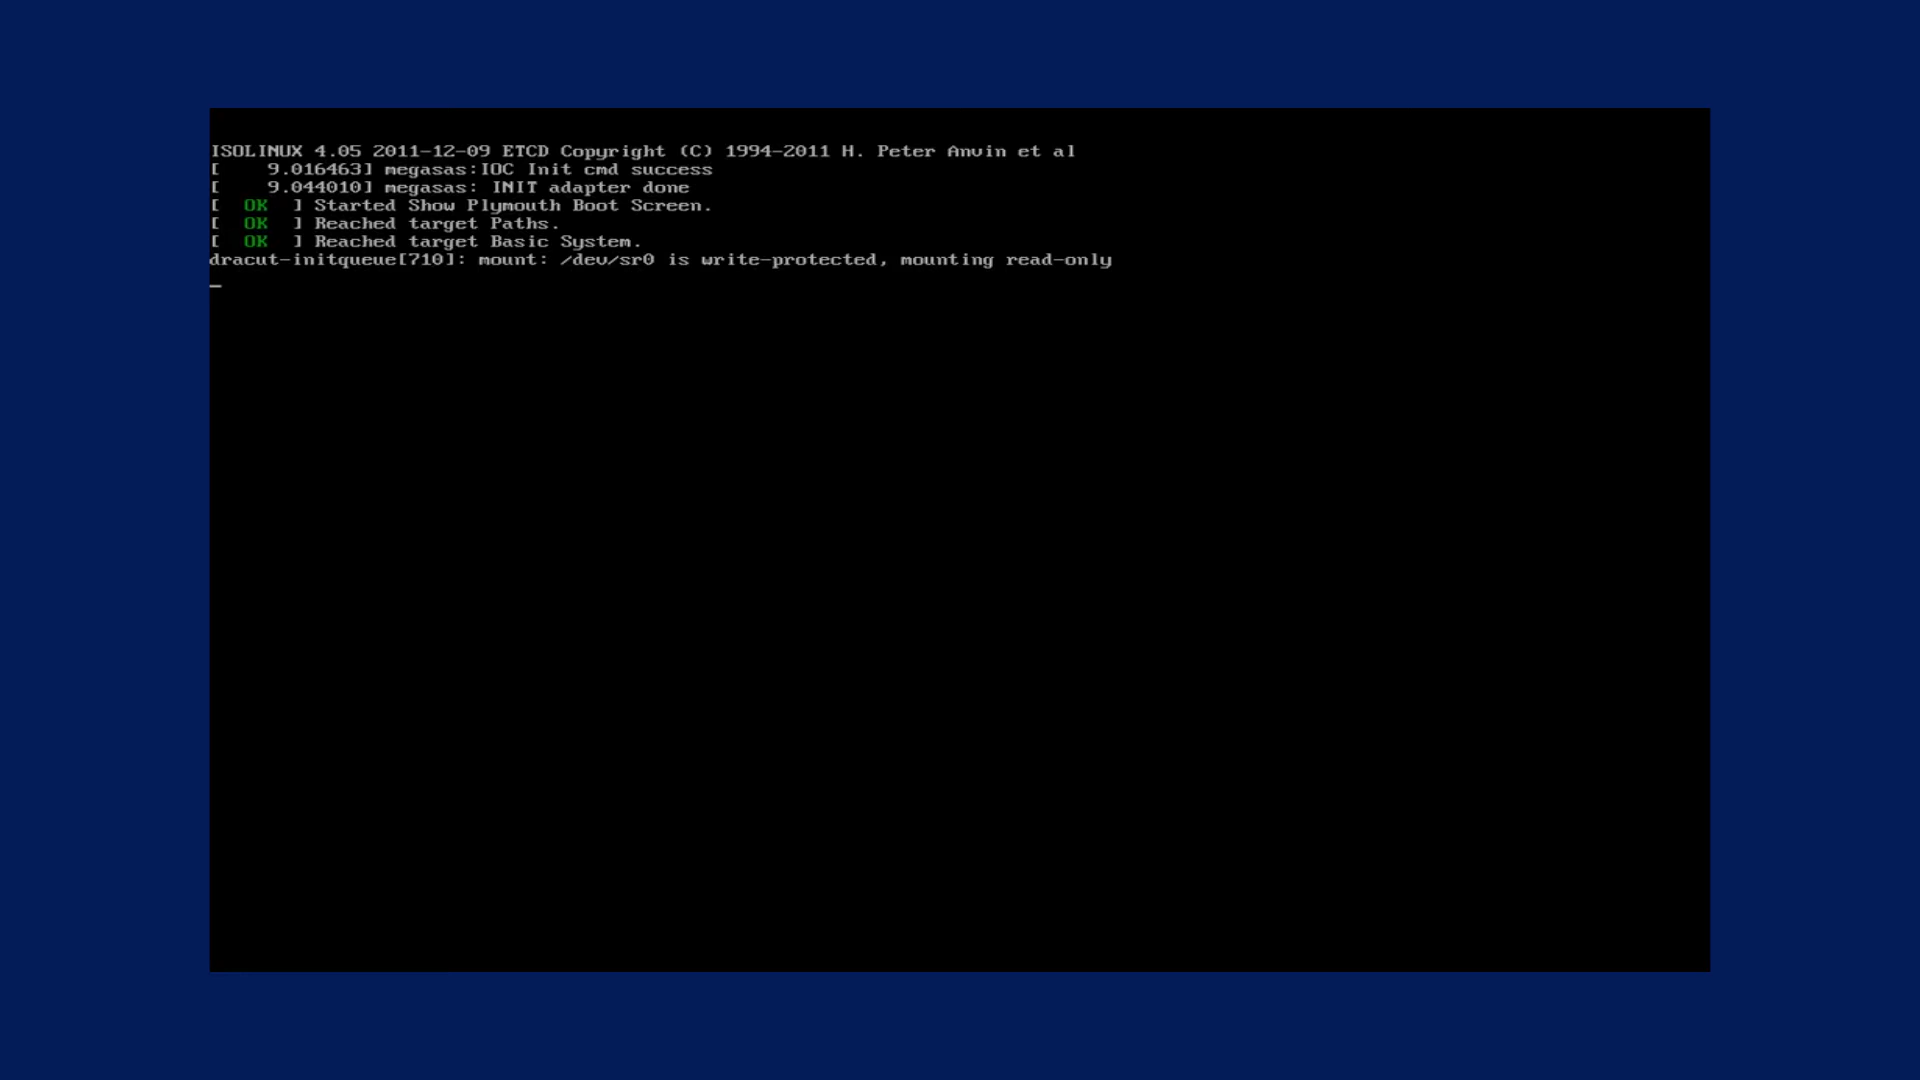 ISOLINUX 4.05 2011-12-09 ETCD Copyright (C) 1994-2011 H. Peter Anvin et al
[    9.016463] megasas:IOC Init cmd success
[    9.044010] megasas: INIT adapter done
[  OK  ] Started Show Plymouth Boot Screen.
[  OK  ] Reached target Paths.
[  OK  ] Reached target Basic System.
dracut-initqueue[710]: mount: /dev/sr0 is write-protected, mounting read-only